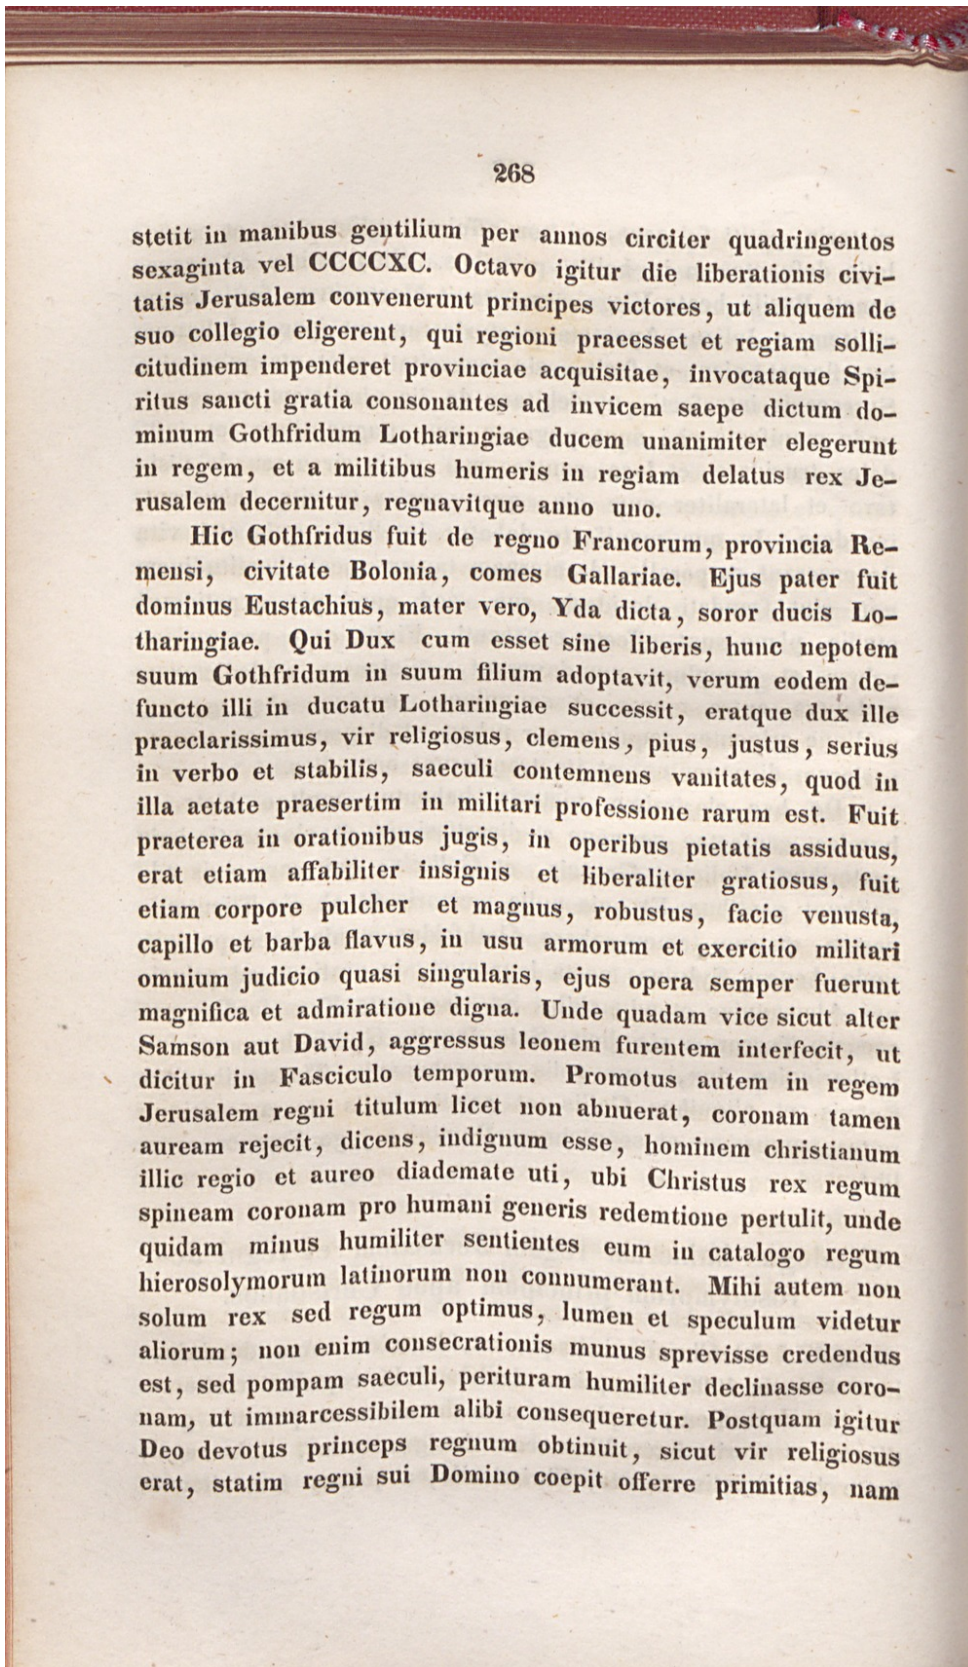 268
stetit in manibus gentilium per annos circiter quadringentos
sexaginta vel CCCCXC. Octavo igitur die liberationis civi-
tatis Jerusalem convenerunt principes victores, ut aliquem de
suo collegio eligerent, qui regioni praeesset et regiam solli-
citudinem impenderet provinciae acquisitae, invocataque Spi-
ritus sancti gratia consonantes ad invicem saepe dictum do-
minum Gothfridum Lotharingiae ducem unanimiter elegerunt
in regem, et a militibus humeris in regiam delatus rex Je-
rusalem decernitur, regnavitque anno uno.
Hic Gothfridus fuit de regno Francorum, provincia Re-
mensi, civitate Bolonia, comes Gallariae. Ejus pater fuit
dominus Eustachius, mater vero, Yda dicta, soror ducis Lo-
tharingiae. Qui Dux cum esset sine liberis, hunc nepotem
suum Gothfridum in suum filium adoptavit, verum eodem de-
functo illi in ducatu Lotharingiae successit, eratque dux ille
praeclarissimus, vir religiosus, clemens, pius, justus, serius
in verbo et stabilis, saeculi contemnens vanitates, quod in
illa aetate praesertim in militari professione rarum est. Fuit
praeterea in orationibus jugis, in operibus pietatis assiduus,
erat etiam affabiliter insignis et liberaliter gratiosus, fuit
etiam corpore pulcher et magnus, robustus, facie venusta,
capillo et barba flavus, in usu armorum et exercitio militari
omnium judicio quasi singularis, ejus opera semper fuerunt
magnifica et admiratione digna. Unde quadam vice sicut alter
Samson aut David, aggressus leonem furentem interfecit, ut
dicitur in Fasciculo temporum. Promotus autem in regem
Jerusalem regni titulum licet non abnuerat, coronam tamen
auream rejecit, dicens, indignum esse, hominem christianum
illic regio et aureo diademate uti, ubi Christus rex regum
spineam coronam pro humani generis redemtione pertulit, unde
quidam minus humiliter sentientes eum in catalogo regum
hierosolymorum latinorum non connumerant. Mihi autem non
solum rex sed regum optimus, lumen et speculum videtur
aliorum; non enim consecrationis munus sprevisse credendus
est, sed pompam saeculi, perituram humiliter declinasse coro-
nam, ut immarcessibilem alibi consequeretur. Postquam igitur
Deo devotus princeps regnum obtinuit, sicut vir religiosus
erat, statim regni sui Domino coepit offerre primitias, nam